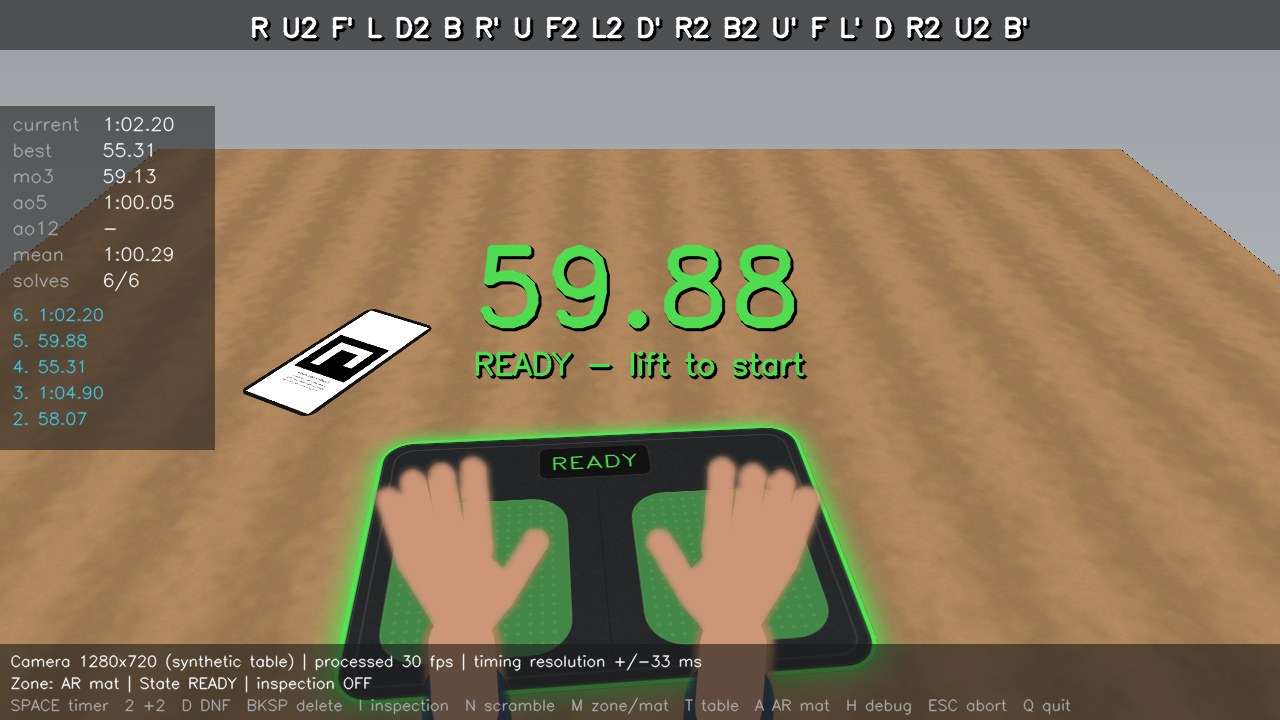 R U2 F' L D2 B R' U F2 L2 D' R2 B2 U' F L' D R2 U2 B'
current 1:02.20
best 55.31
mo3 59.13
ao5 1:00.05
ao12 –
mean 1:00.29
solves 6/6
6. 1:02.20
5. 59.88
4. 55.31
3. 1:04.90
2. 58.07
59.88
READY – lift to start
READY
Camera 1280x720 (synthetic table) | processed 30 fps | timing resolution +/-33 ms
Zone: AR mat | State READY | inspection OFF
SPACE timer 2 +2 D DNF BKSP delete I inspection N scramble M zone/mat T table A AR mat H debug ESC abort Q quit